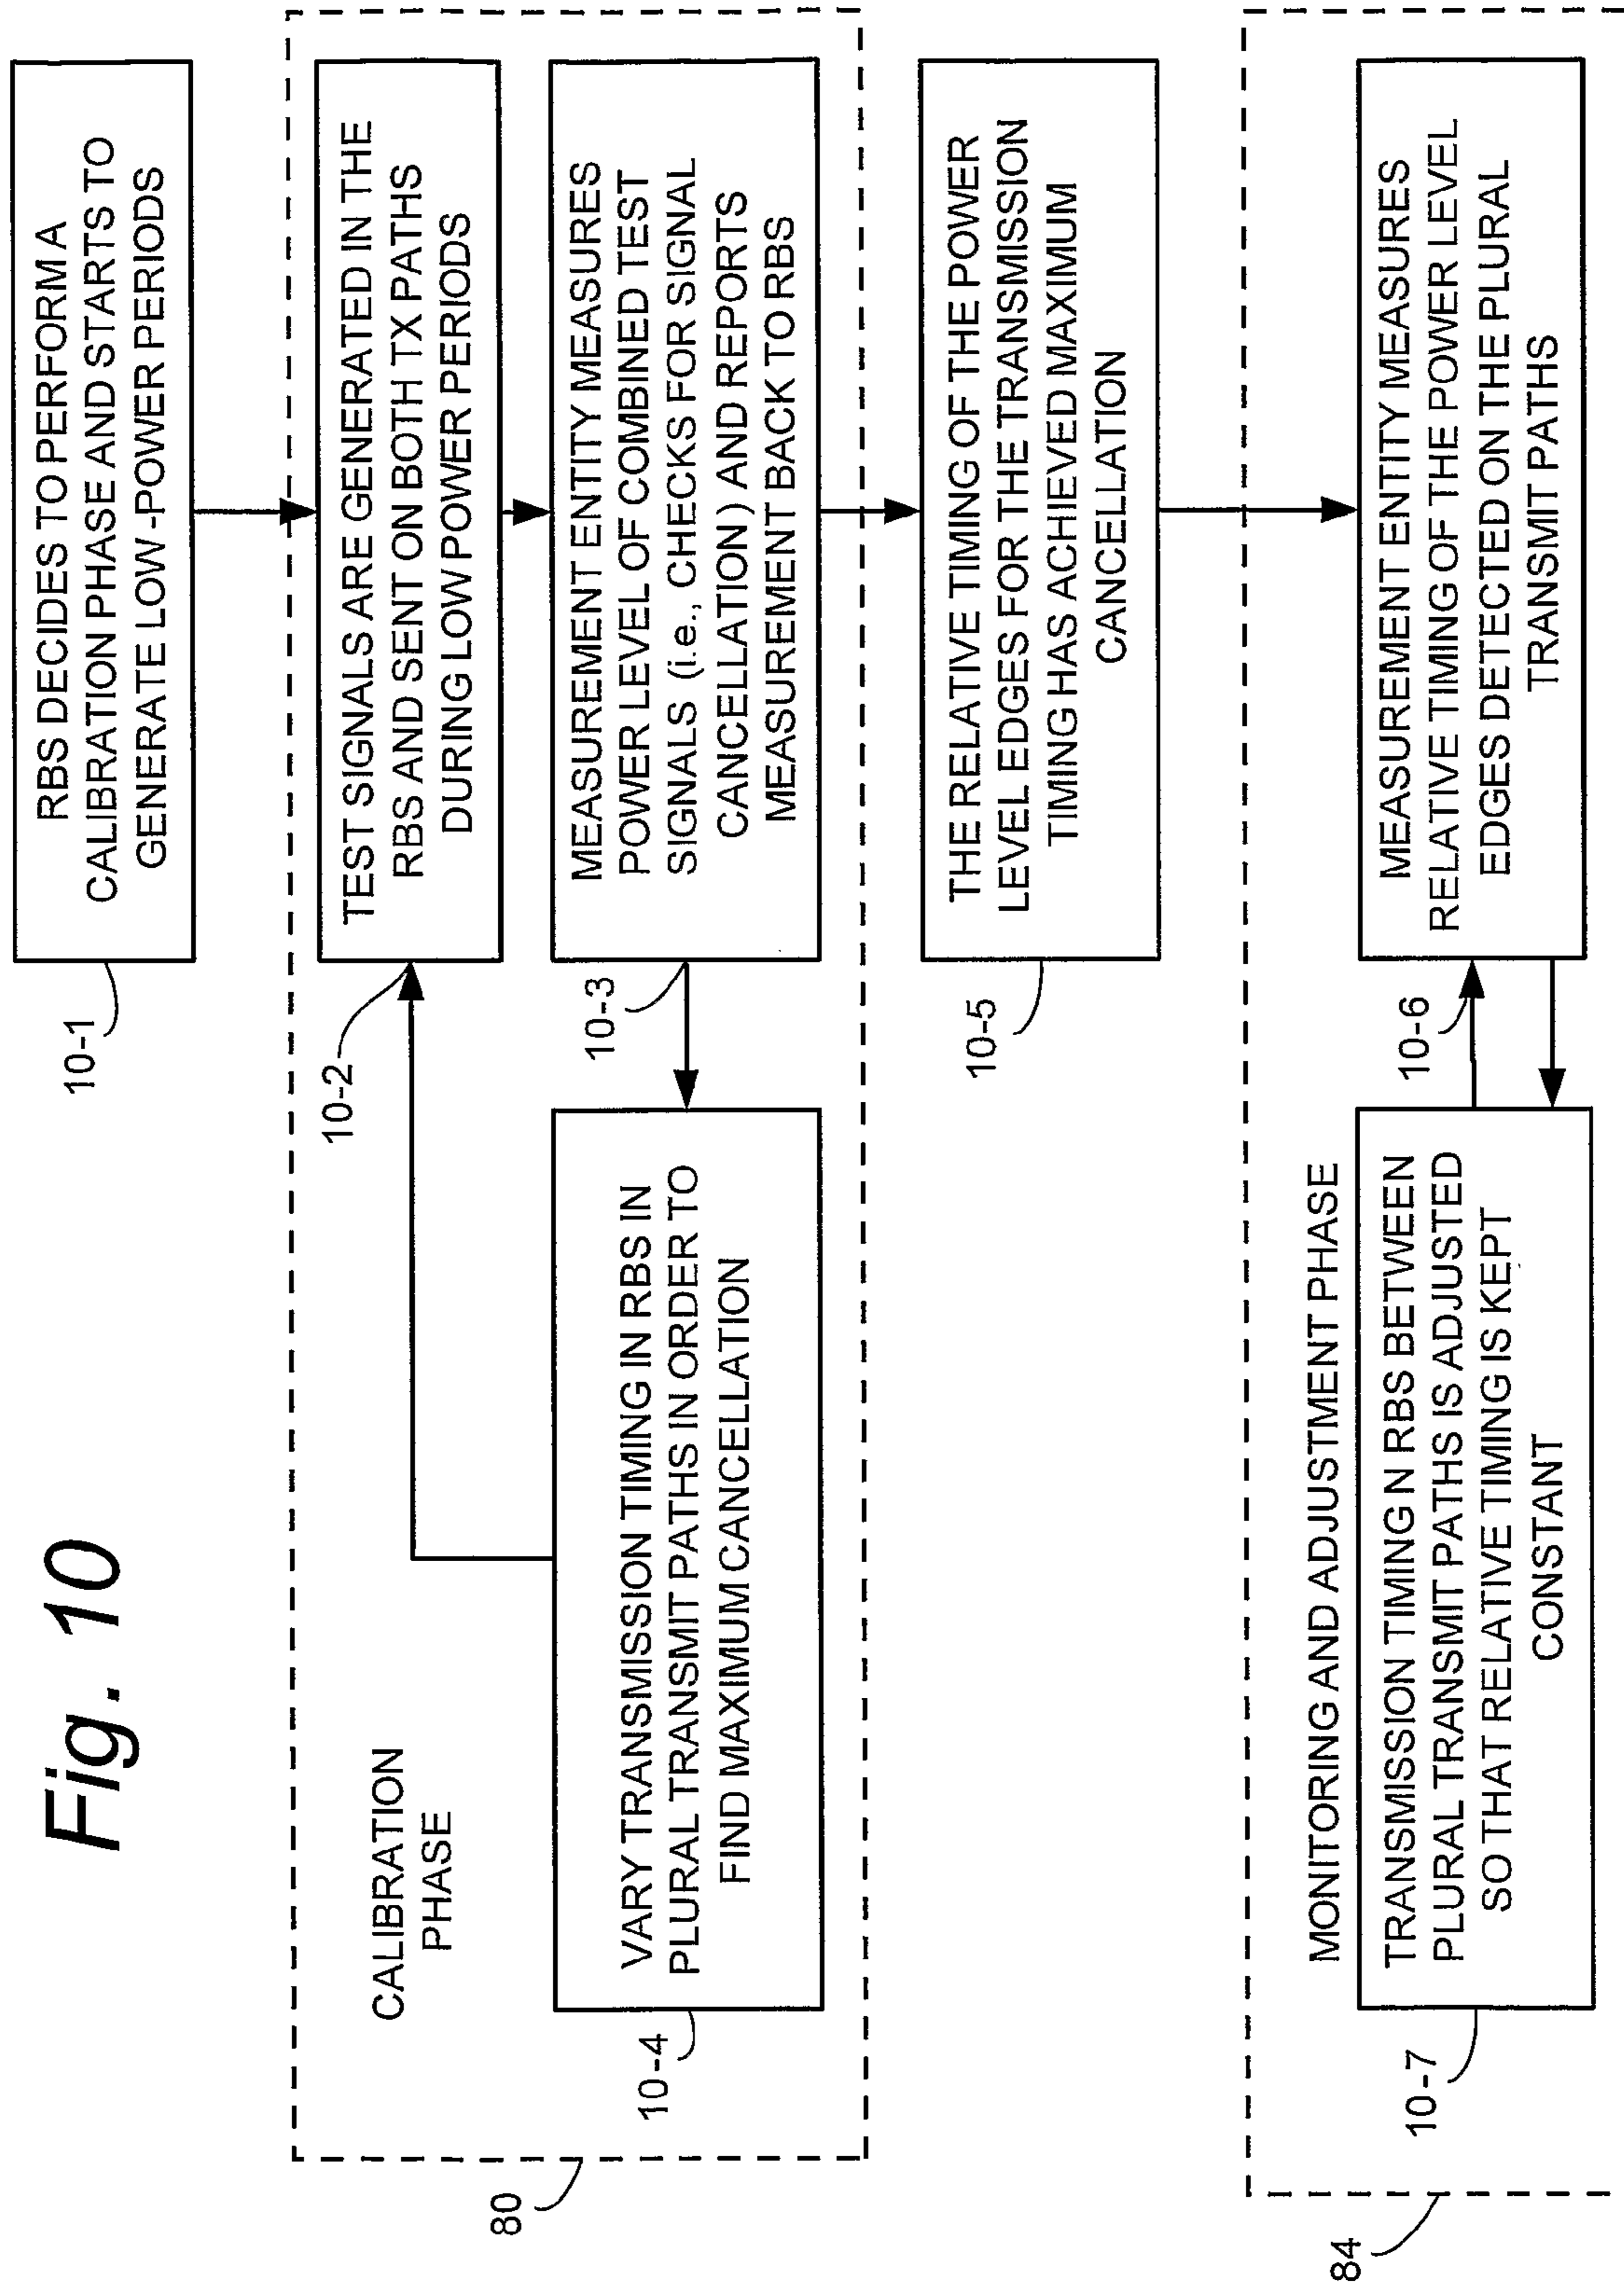 Fig. 10
RBS DECIDES TO PERFORM A
CALIBRATION PHASE AND STARTS TO
GENERATE LOW-POWER PERIODS
10-1
CALIBRATION
PHASE
TEST SIGNALS ARE GENERATED IN THE
RBS AND SENT ON BOTH TX PATHS
DURING LOW POWER PERIODS
10-2
MEASUREMENT ENTITY MEASURES
POWER LEVEL OF COMBINED TEST
SIGNALS (i.e., CHECKS FOR SIGNAL
CANCELLATION) AND REPORTS
MEASUREMENT BACK TO RBS
10-3
VARY TRANSMISSION TIMING IN RBS IN
PLURAL TRANSMIT PATHS IN ORDER TO
FIND MAXIMUM CANCELLATION
10-4
80
THE RELATIVE TIMING OF THE POWER
LEVEL EDGES FOR THE TRANSMISSION
TIMING HAS ACHIEVED MAXIMUM
CANCELLATION
10-5
MONITORING AND ADJUSTMENT PHASE
MEASUREMENT ENTITY MEASURES
RELATIVE TIMING OF THE POWER LEVEL
EDGES DETECTED ON THE PLURAL
TRANSMIT PATHS
10-6
TRANSMISSION TIMING N RBS BETWEEN
PLURAL TRANSMIT PATHS IS ADJUSTED
SO THAT RELATIVE TIMING IS KEPT
CONSTANT
10-7
84